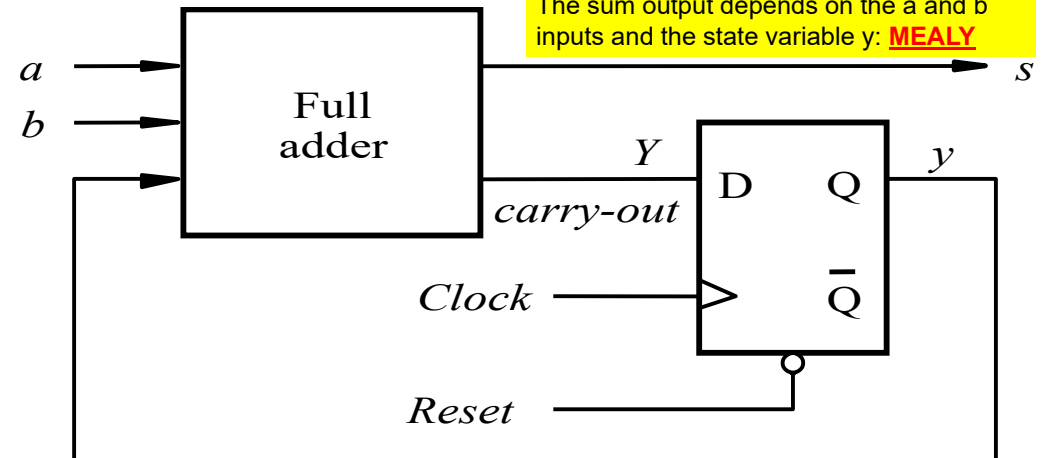 The sum output depends on the a and b
inputs and the state variable y: MEALY
a
s
b
Full
adder
Y
y
D
Q
carry-out
Clock
Q̅
Reset